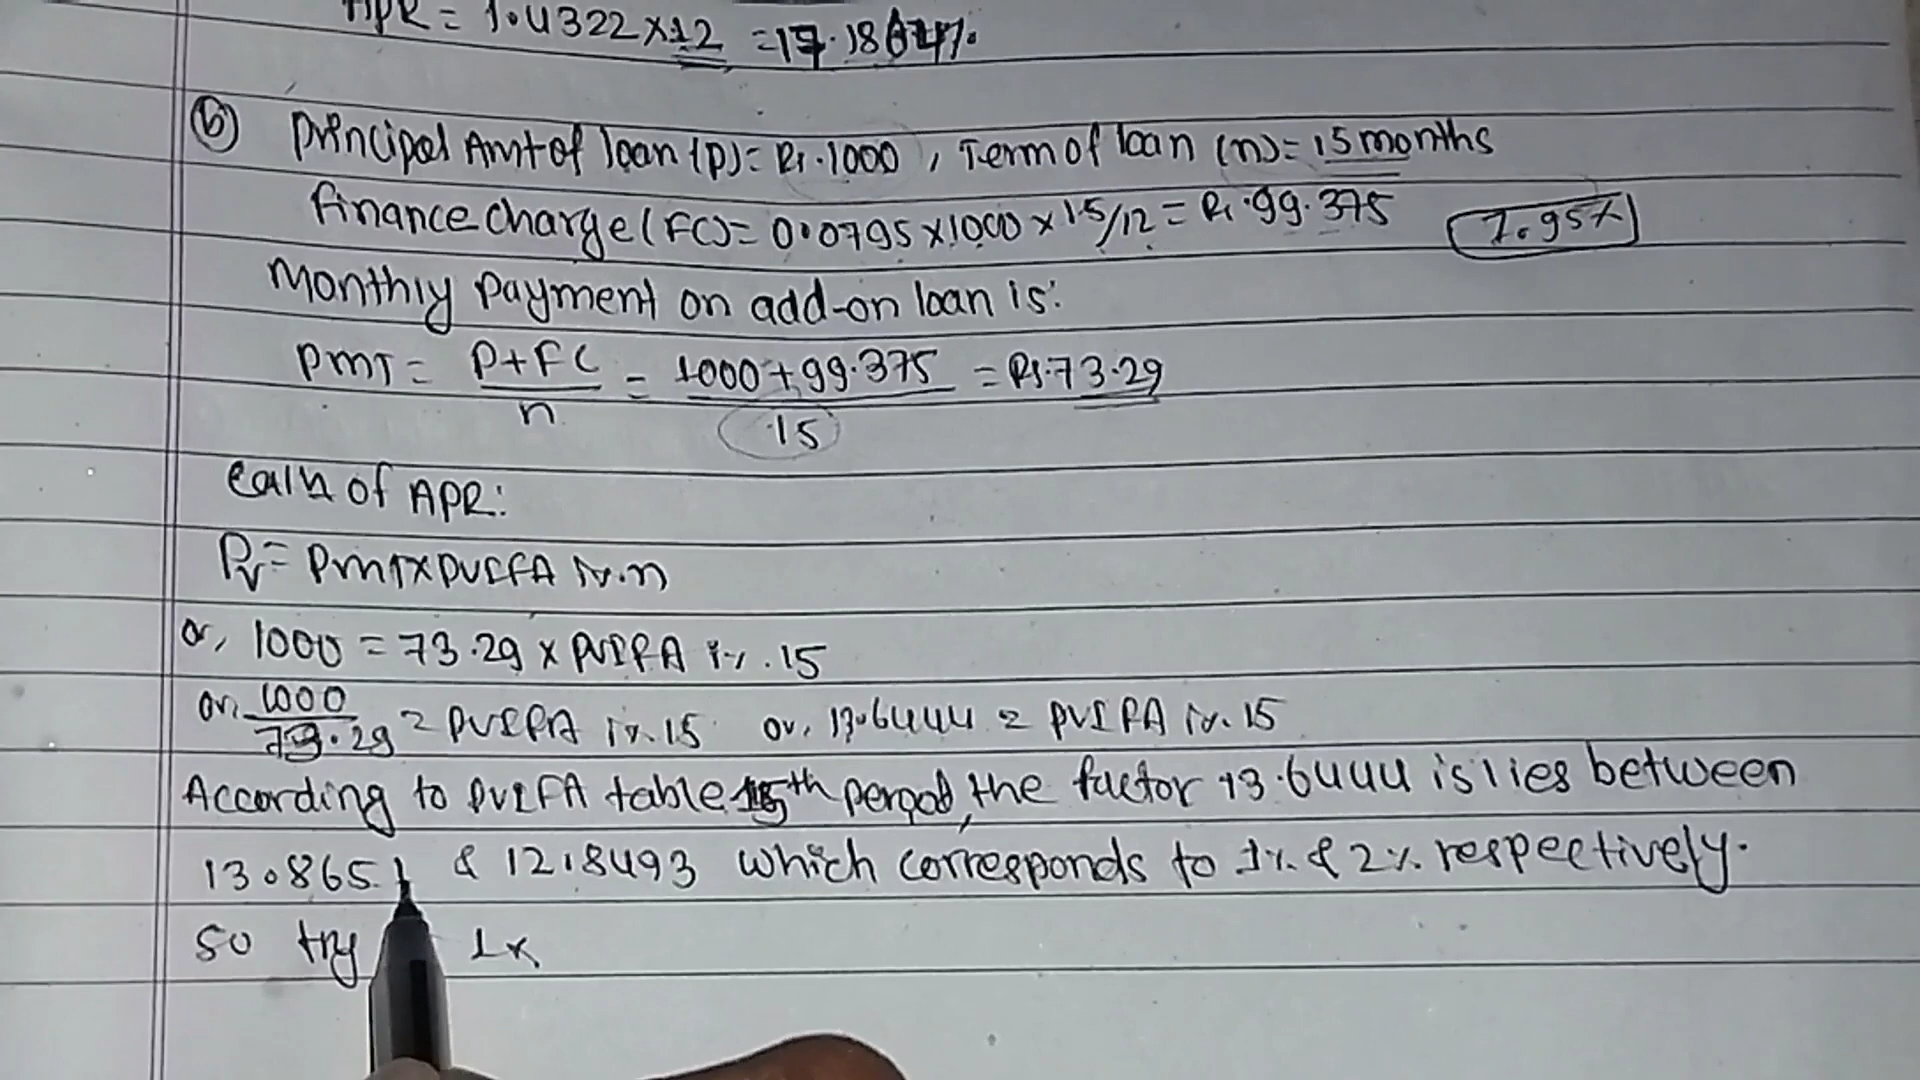 APR = 1.4322 x 12 = 17.1864%.
(b) Principal Amt of loan (P) = Rs.1000, Term of loan (n) = 15 months
finance charge (FC) = 0.0795 x 1000 x 15/12 = Rs.99.375 7.95%
Monthly payment on add-on loan is:
PMT = P+FC / n = 1000+99.375 / 15 = Rs.73.29
Caln of APR:
PV = PMT x PVIFA i%.n
or, 1000 = 73.29 x PVIFA i%.15
or, 1000 / 73.29 = PVIFA i%.15 or, 13.6444 = PVIFA i%.15
According to PVIFA table 15th period, the factor 13.6444 is lies between
13.8651 & 12.8493 which corresponds to 1% & 2% respectively.
so try 1%